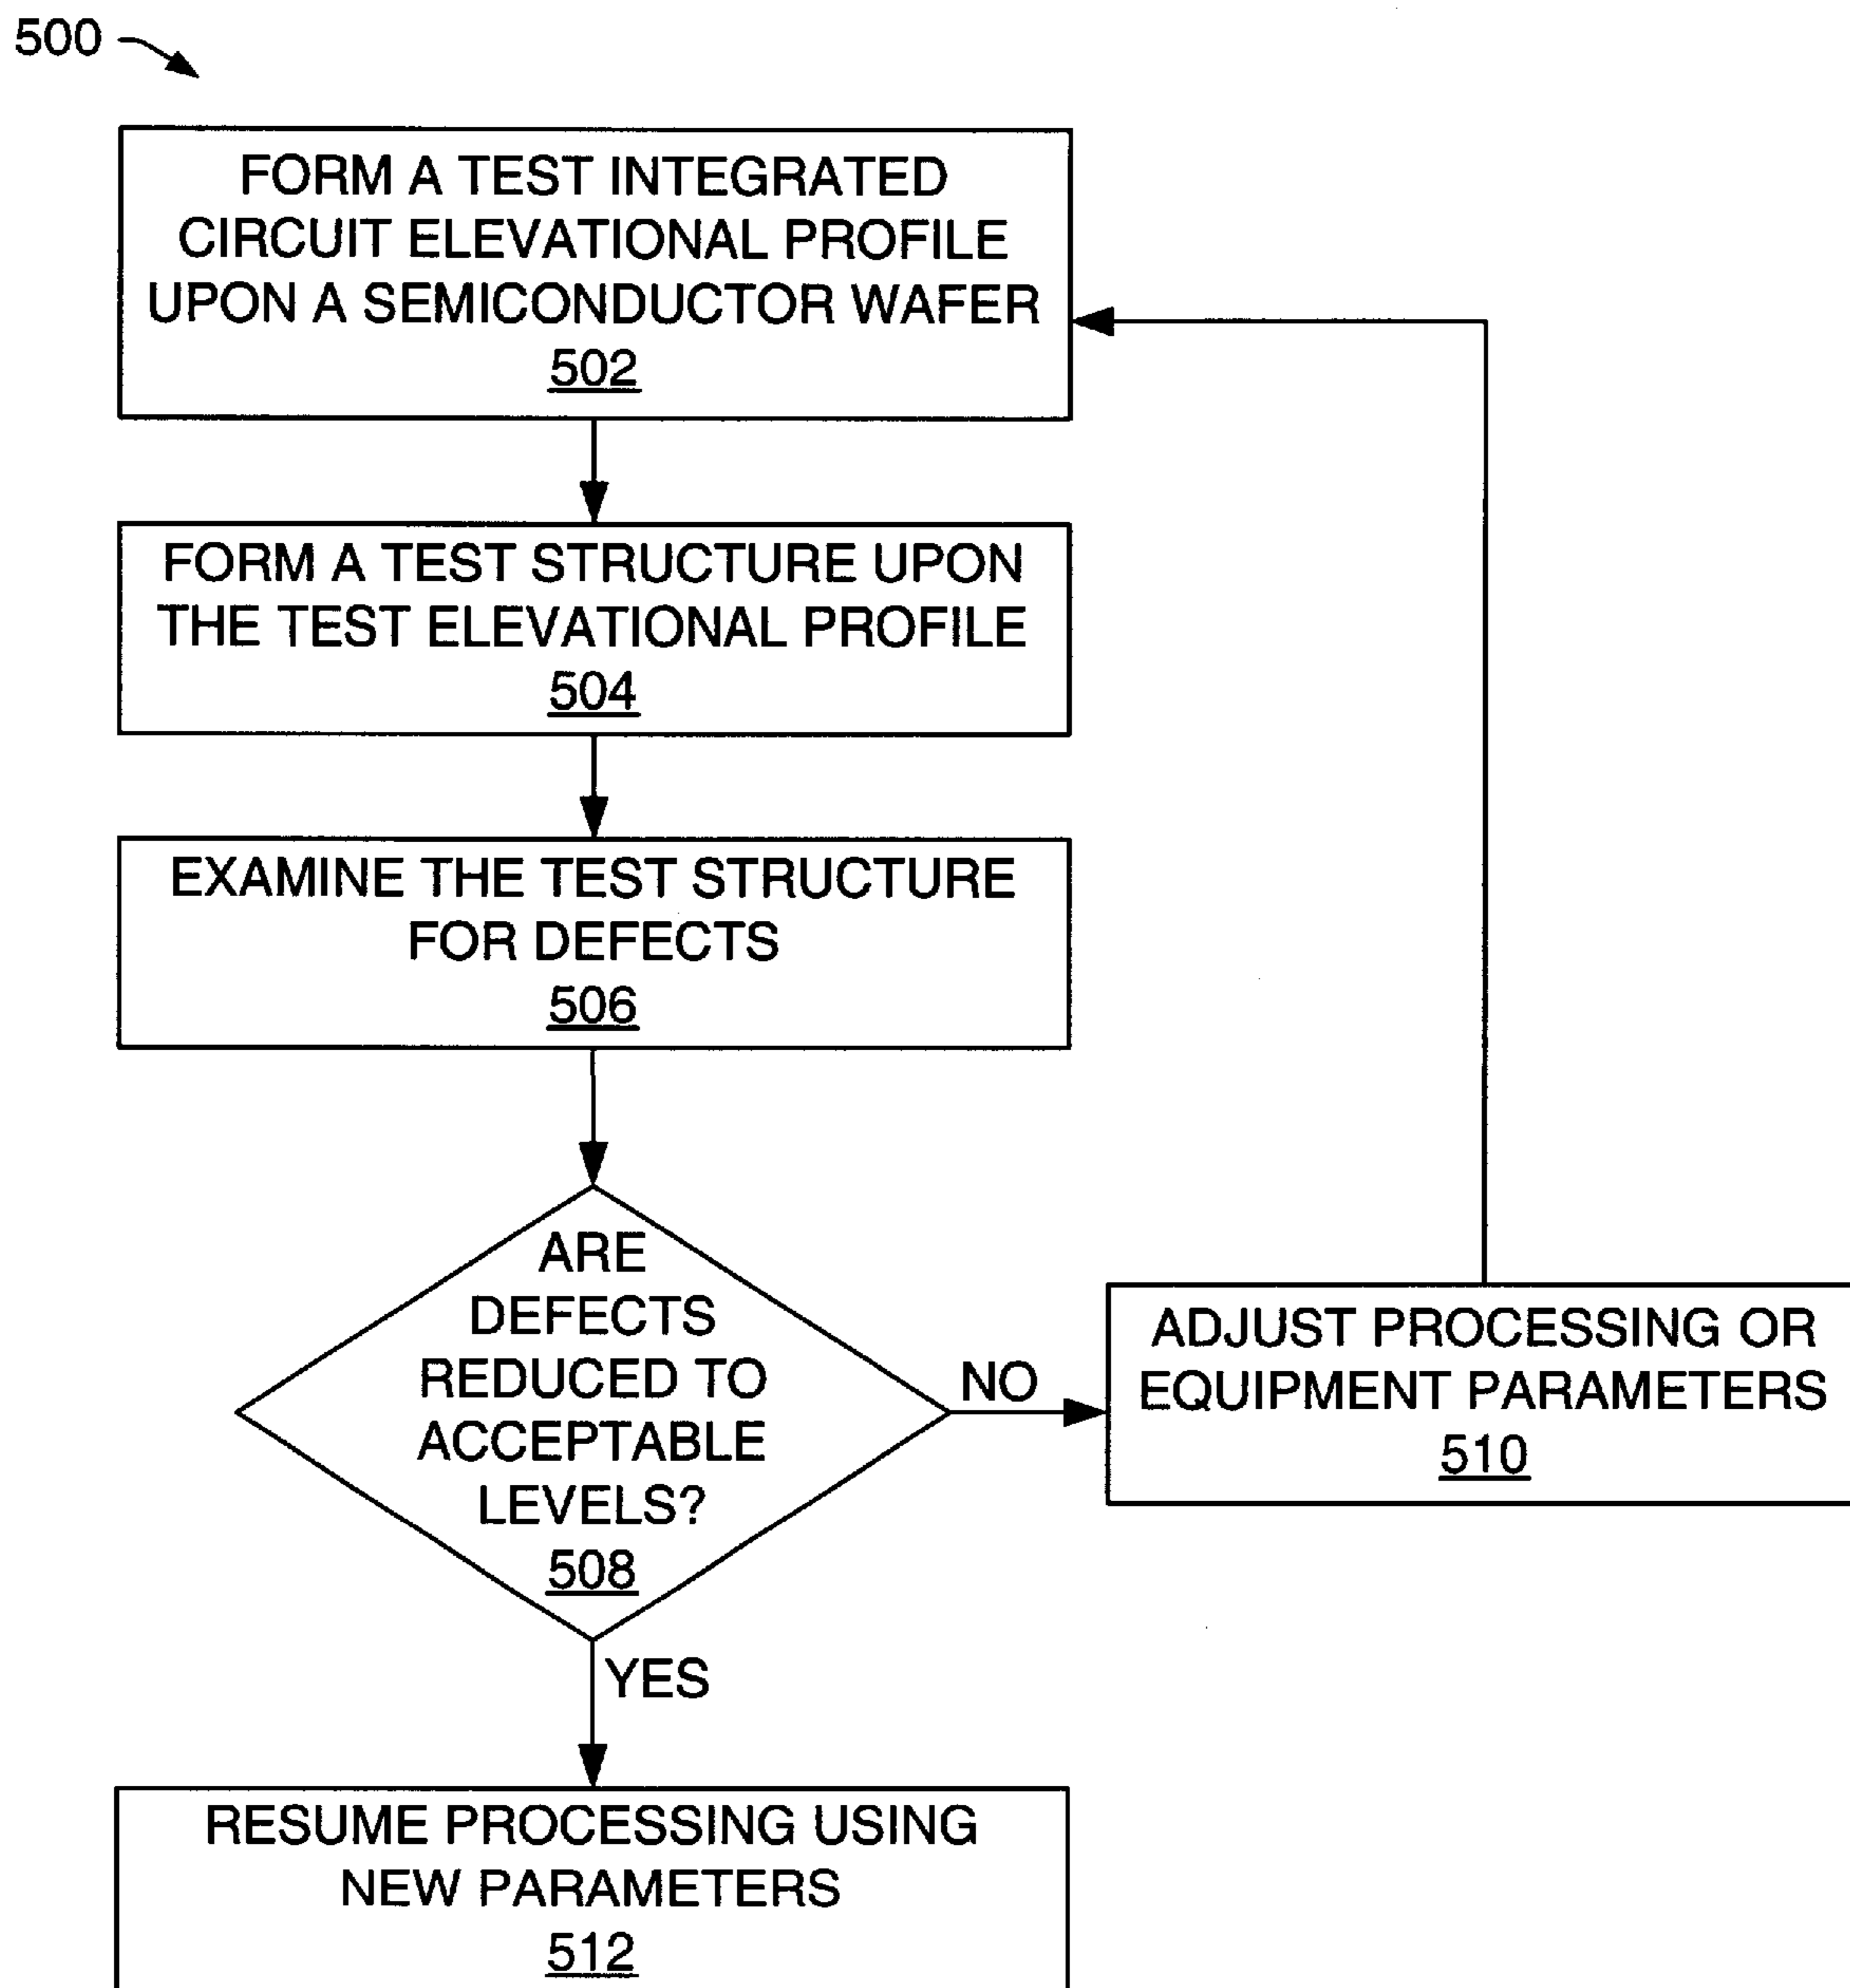 500
FORM A TEST INTEGRATED
CIRCUIT ELEVATIONAL PROFILE
UPON A SEMICONDUCTOR WAFER
502
FORM A TEST STRUCTURE UPON
THE TEST ELEVATIONAL PROFILE
504
EXAMINE THE TEST STRUCTURE
FOR DEFECTS
506
ARE
DEFECTS
REDUCED TO
ACCEPTABLE
LEVELS?
508
NO
ADJUST PROCESSING OR
EQUIPMENT PARAMETERS
510
YES
RESUME PROCESSING USING
NEW PARAMETERS
512